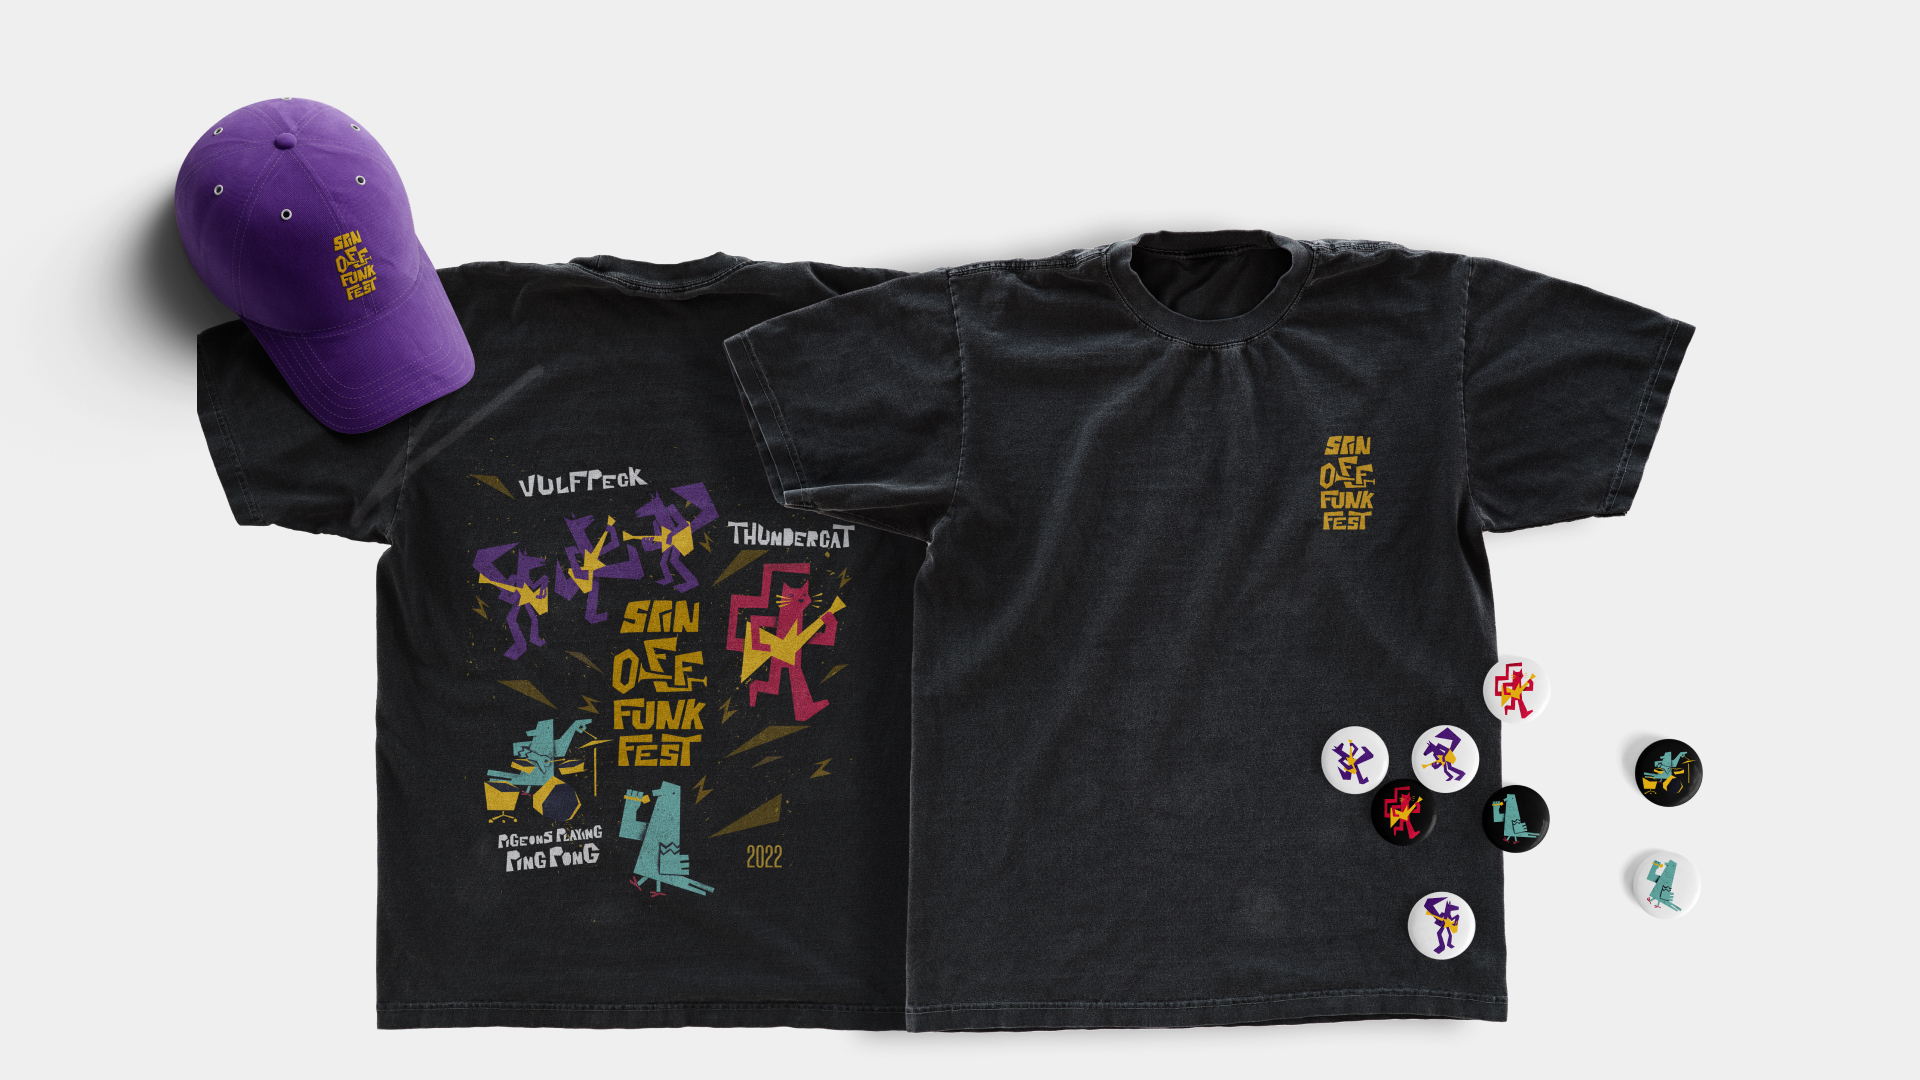 SAN
OFF
FUNK
FEST
VULFPECK
THUNDERCAT
SAN
OFF
FUNK
FEST
PIGEONS PLAYING
PING PONG
2022
SAN
OFF
FUNK
FEST